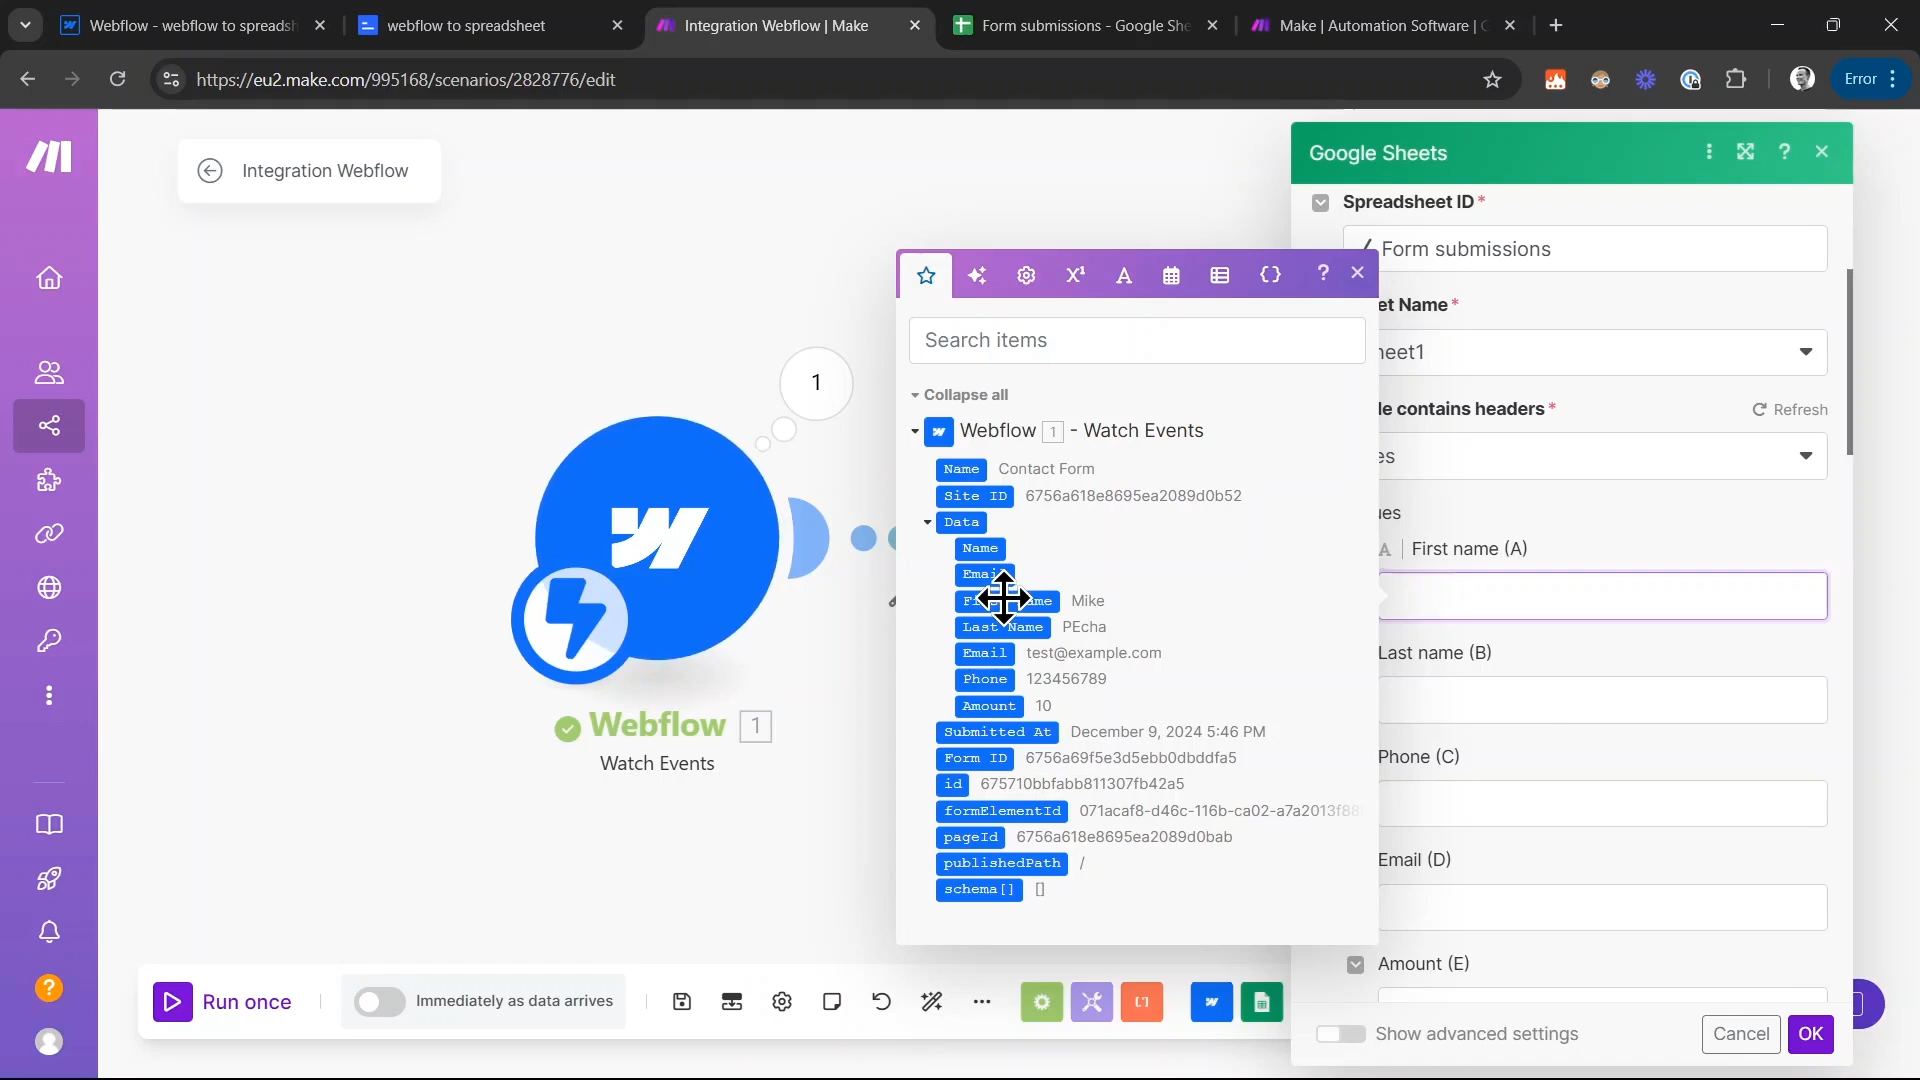 Webflow - webflow to spreads
webflow to spreadsheet
Integration Webflow | Make
Form submissions - Google She
Make | Automation Software |
https://eu2.make.com/995168/scenarios/2828776/edit
Error
Integration Webflow
Google Sheets
Spreadsheet ID*
Form submissions
et Name*
eet1
le contains headers*
Refresh
es
ues
A First name (A)
Last name (B)
Phone (C)
Email (D)
Amount (E)
Show advanced settings
Cancel
OK
Search items
Collapse all
Webflow 1 - Watch Events
Name Contact Form
Site ID 6756a618e8695ea2089d0b52
Data
Name
Email
Mike
Last Name PEcha
Email test@example.com
Phone 123456789
Amount 10
Submitted At December 9, 2024 5:46 PM
Form ID 6756a69f5e3d5ebb0dbddfa5
id 675710bbfabb811307fb42a5
formElementId 071acaf8-d46c-116b-ca02-a7a2013f88
pageId 6756a618e8695ea2089d0bab
publishedPath /
schema[] []
1
Webflow 1
Watch Events
Run once
Immediately as data arrives